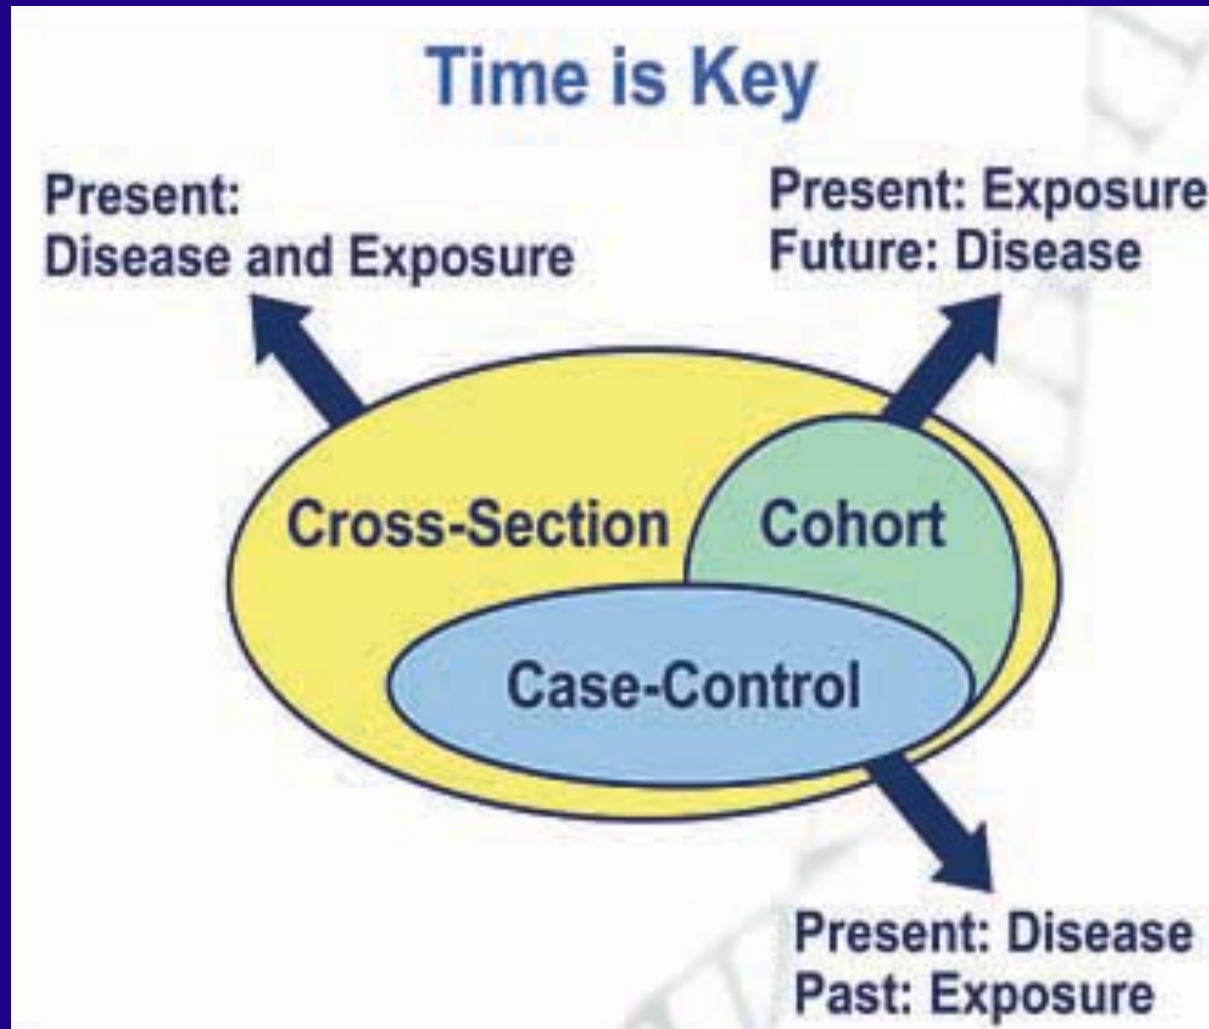 Time is Key
Present:
Disease and Exposure
Present: Exposure
Future: Disease
Cross-Section
Cohort
Case-Control
Present: Disease
Past: Exposure